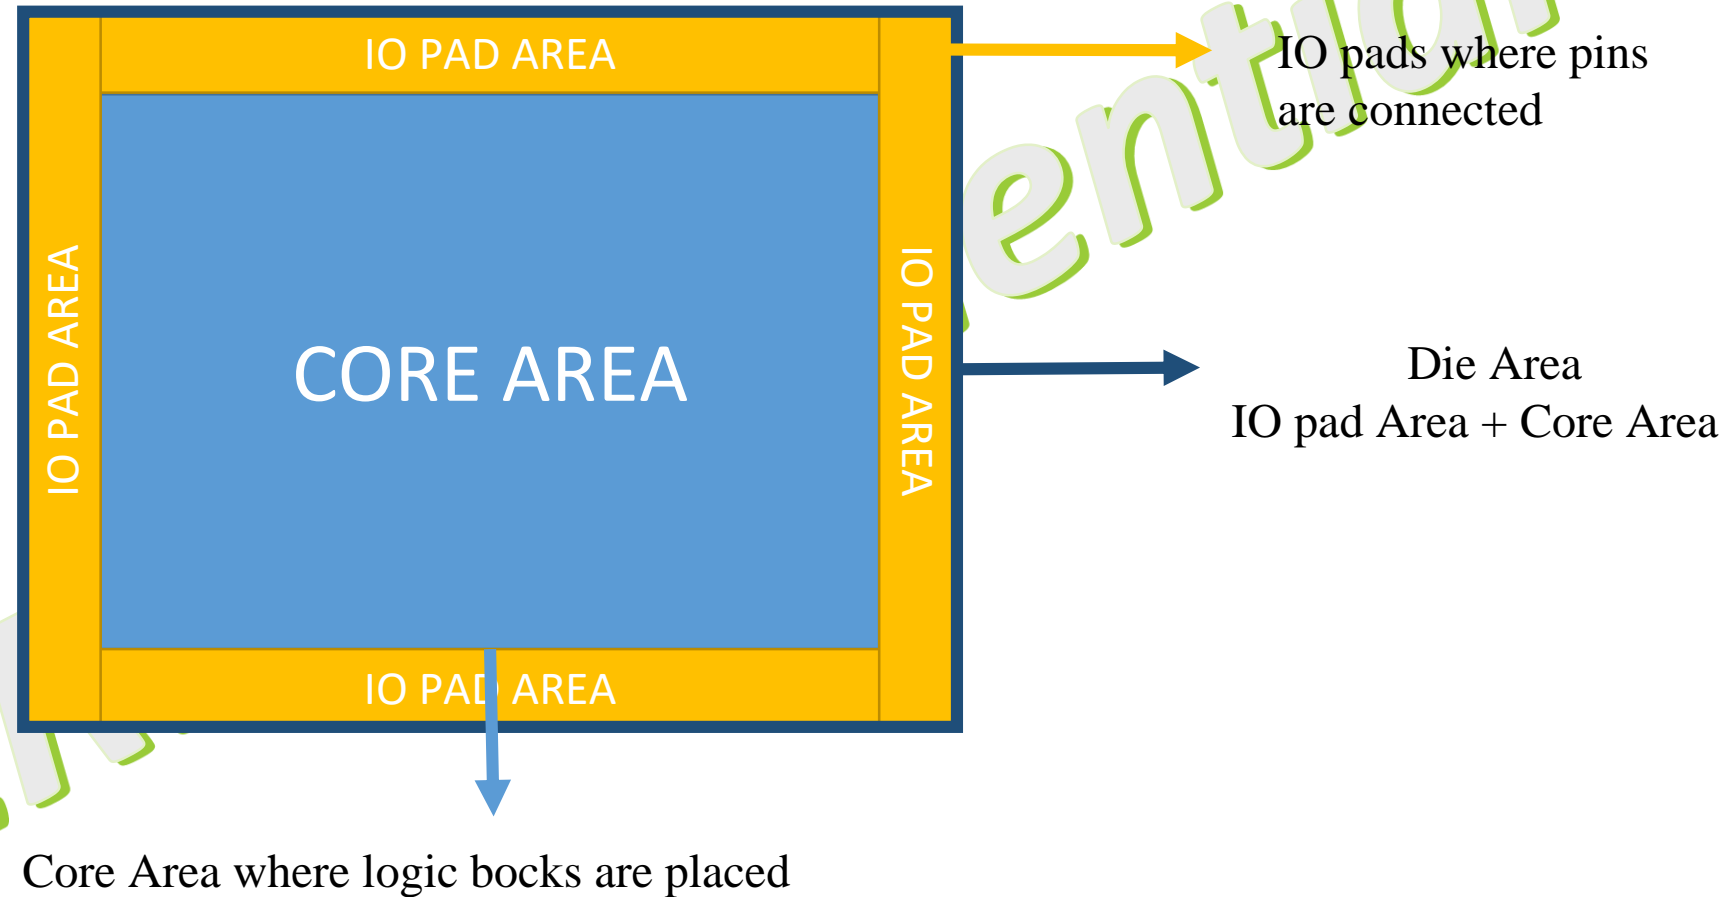 IO PAD AREA
IO pads where pins
are connected
IO PAD AREA
CORE AREA
IO PAD AREA
Die Area
IO pad Area + Core Area
IO PAD AREA
Core Area where logic bocks are placed